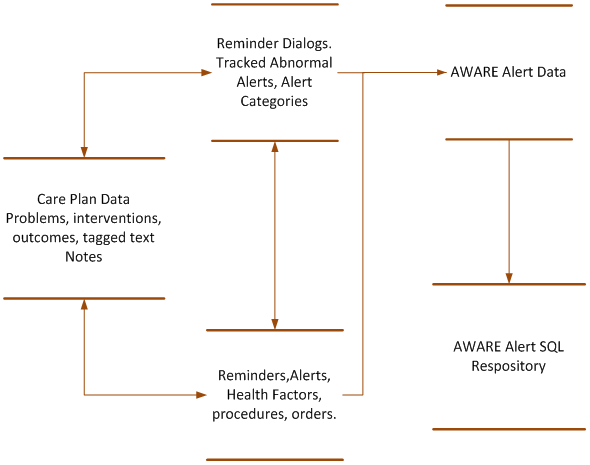 Reminder Dialogs.
Tracked Abnormal
Alerts, Alert
Categories
AWARE Alert Data
Care Plan Data
Problems, interventions,
outcomes, tagged text
Notes
Reminders,Alerts,
Health Factors,
procedures, orders.
AWARE Alert SQL
Respository